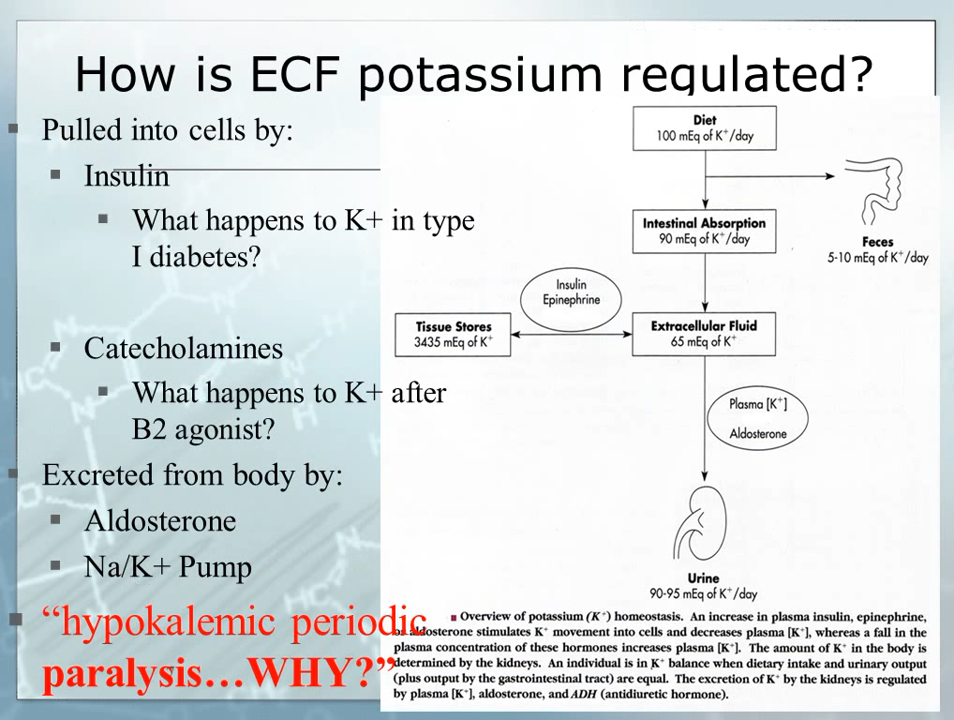 How is ECF potassium regulated?
Pulled into cells by:
Insulin
What happens to K+ in type
I diabetes?
Catecholamines
What happens to K+ after
B2 agonist?
Excreted from body by:
Aldosterone
Na/K+ Pump
“hypokalemic periodic
paralysis…WHY?”
Diet
100 mEq of K+/day
Intestinal Absorption
90 mEq of K+/day
Feces
5-10 mEq of K+/day
Insulin
Epinephrine
Tissue Stores
3435 mEq of K+
Extracellular Fluid
65 mEq of K+
Plasma [K+]
Aldosterone
Urine
90-95 mEq of K+/day
Overview of potassium (K+) homeostasis. An increase in plasma insulin, epinephrine,
aldosterone stimulates K+ movement into cells and decreases plasma [K+], whereas a fall in the
plasma concentration of these hormones increases plasma [K+]. The amount of K+ in the body is
determined by the kidneys. An individual is in K+ balance when dietary intake and urinary output
(plus output by the gastrointestinal tract) are equal. The excretion of K+ by the kidneys is regulated
by plasma [K+], aldosterone, and ADH (antidiuretic hormone).